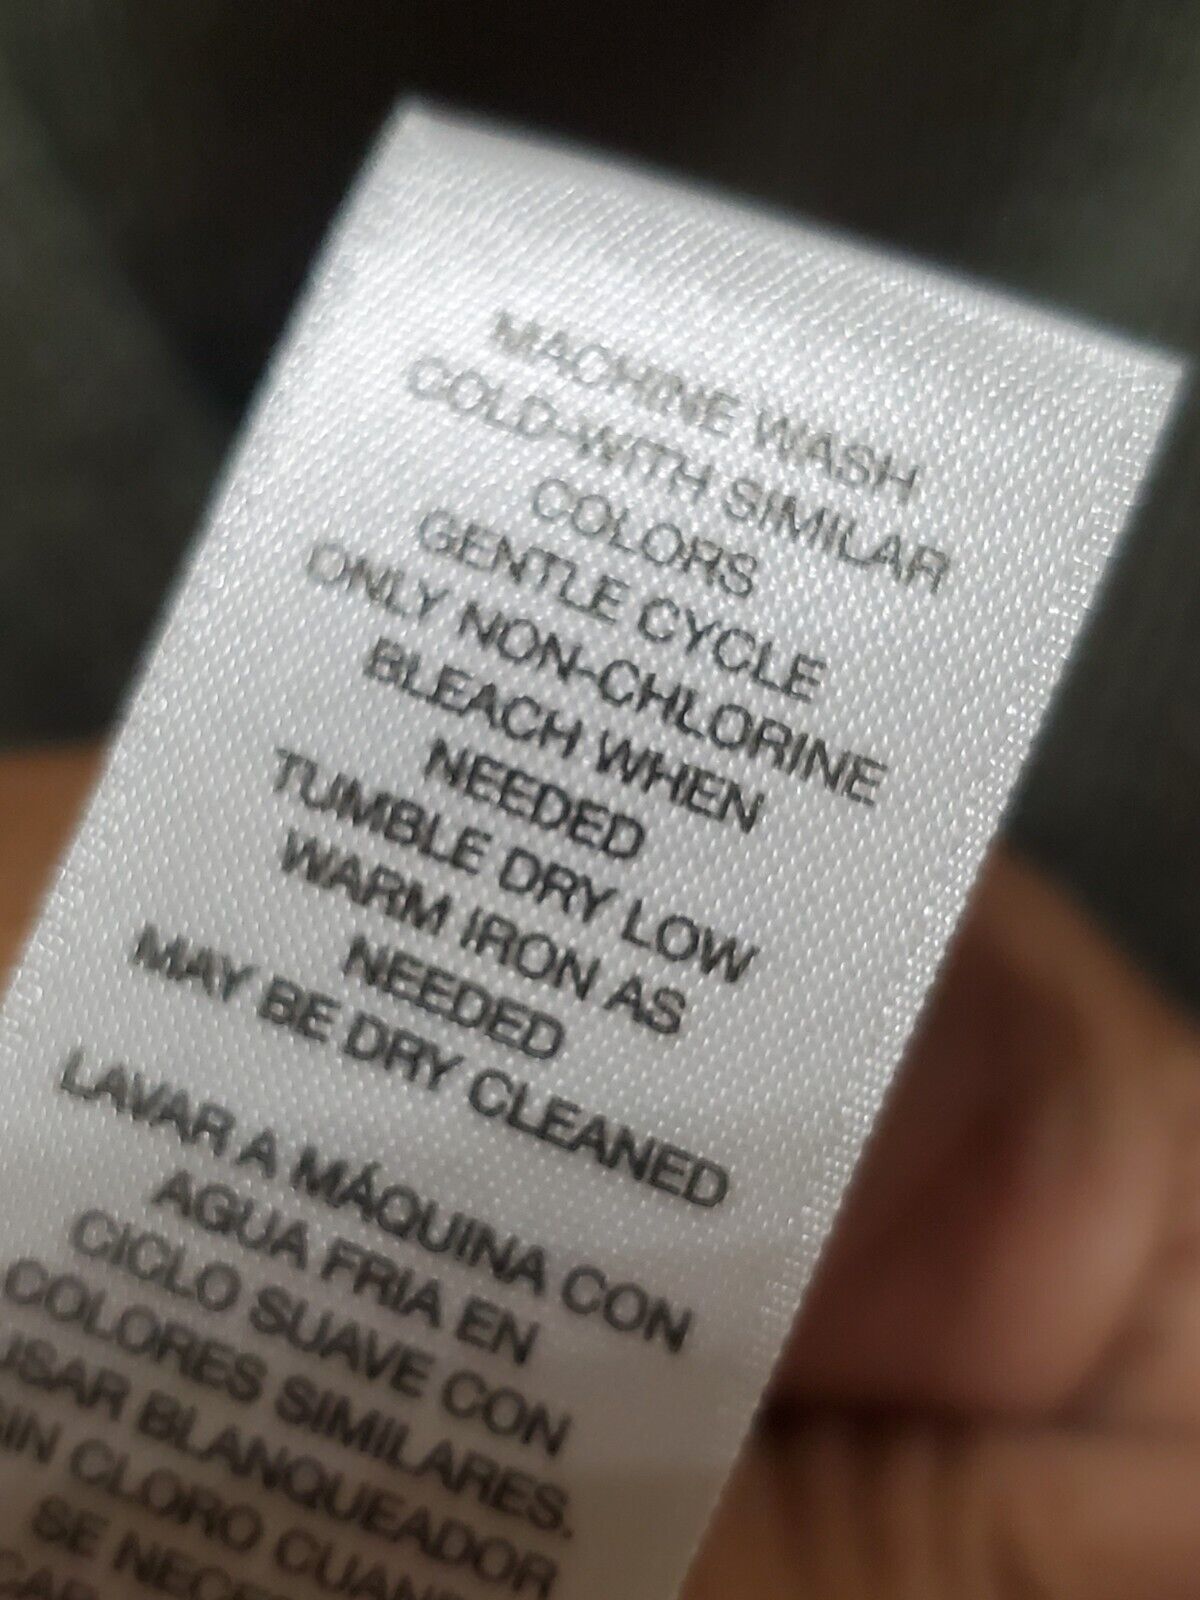 MACHINE WASH
COLD-WITH SIMILAR
COLORS
GENTLE CYCLE
ONLY NON-CHLORINE
BLEACH WHEN
NEEDED
TUMBLE DRY LOW
WARM IRON AS
NEEDED
MAY BE DRY CLEANED
LAVAR A MÁQUINA CON
AGUA FRIA EN
CICLO SUAVE CON
COLORES SIMILARES.
USAR BLANQUEADOR
SIN CLORO
SE